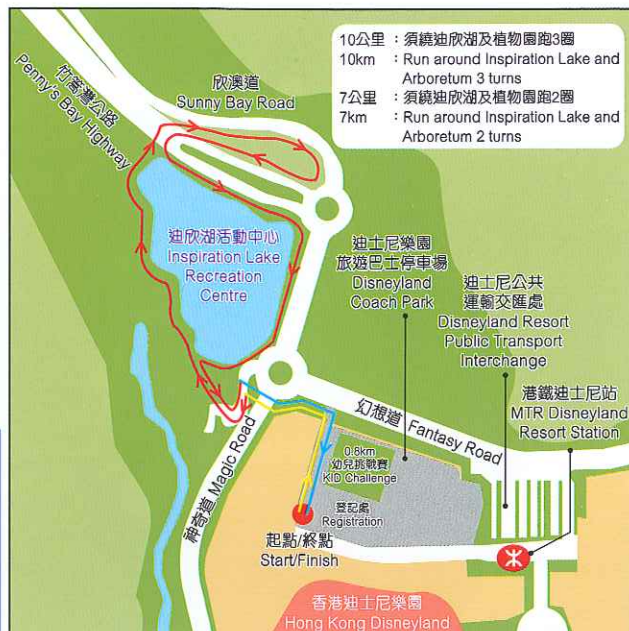 10公里 : 須繞迪欣湖及植物園跑3圈
10km : Run around Inspiration Lake and
Arboretum 3 turns
7公里 : 須繞迪欣湖及植物園跑2圈
7km : Run around Inspiration Lake and
Arboretum 2 turns
欣澳道
Sunny Bay Road
竹篙灣公路
Penny's Bay Highway
迪欣湖活動中心
Inspiration Lake
Recreation
Centre
迪士尼樂園
旅遊巴士停車場
Disneyland
Coach Park
迪士尼公共
運輸交匯處
Disneyland Resort
Public Transport
Interchange
港鐵迪士尼站
MTR Disneyland
Resort Station
幻想道 Fantasy Road
神奇道 Magic Road
0.8km
幼兒挑戰賽
KID Challenge
登記處
Registration
起點/終點
Start/Finish
香港迪士尼樂園
Hong Kong Disneyland